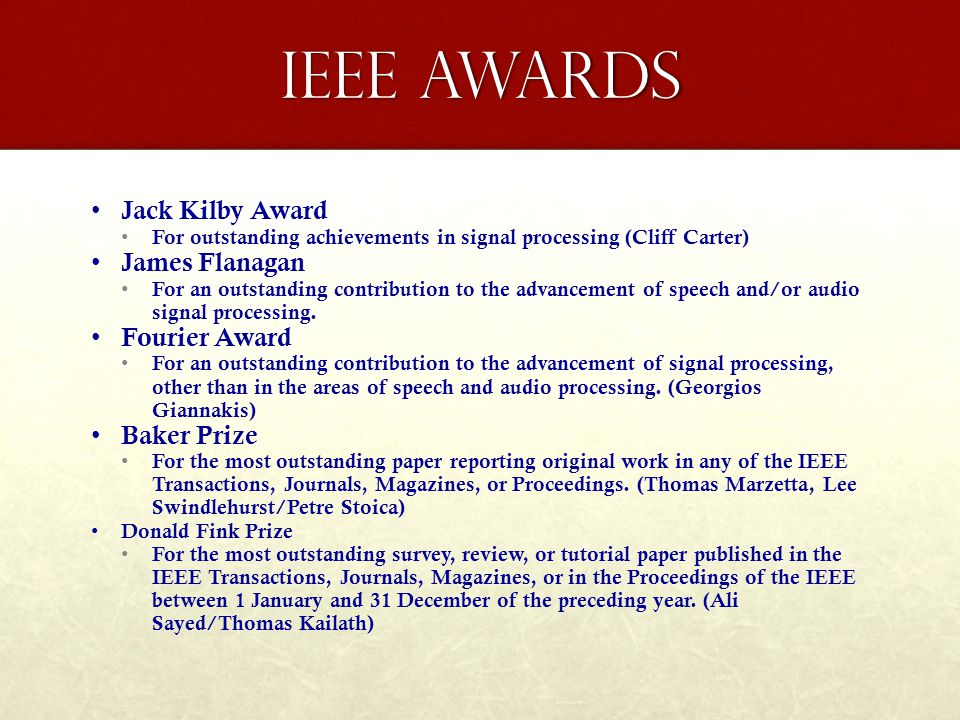 IEEE AWARDS
• Jack Kilby Award
• For outstanding achievements in signal processing (Cliff Carter)
• James Flanagan
• For an outstanding contribution to the advancement of speech and/or audio
signal processing.
• Fourier Award
• For an outstanding contribution to the advancement of signal processing,
other than in the areas of speech and audio processing. (Georgios
Giannakis)
• Baker Prize
• For the most outstanding paper reporting original work in any of the IEEE
Transactions, Journals, Magazines, or Proceedings. (Thomas Marzetta, Lee
Swindlehurst/Petre Stoica)
• Donald Fink Prize
• For the most outstanding survey, review, or tutorial paper published in the
IEEE Transactions, Journals, Magazines, or in the Proceedings of the IEEE
between 1 January and 31 December of the preceding year. (Ali
Sayed/Thomas Kailath)